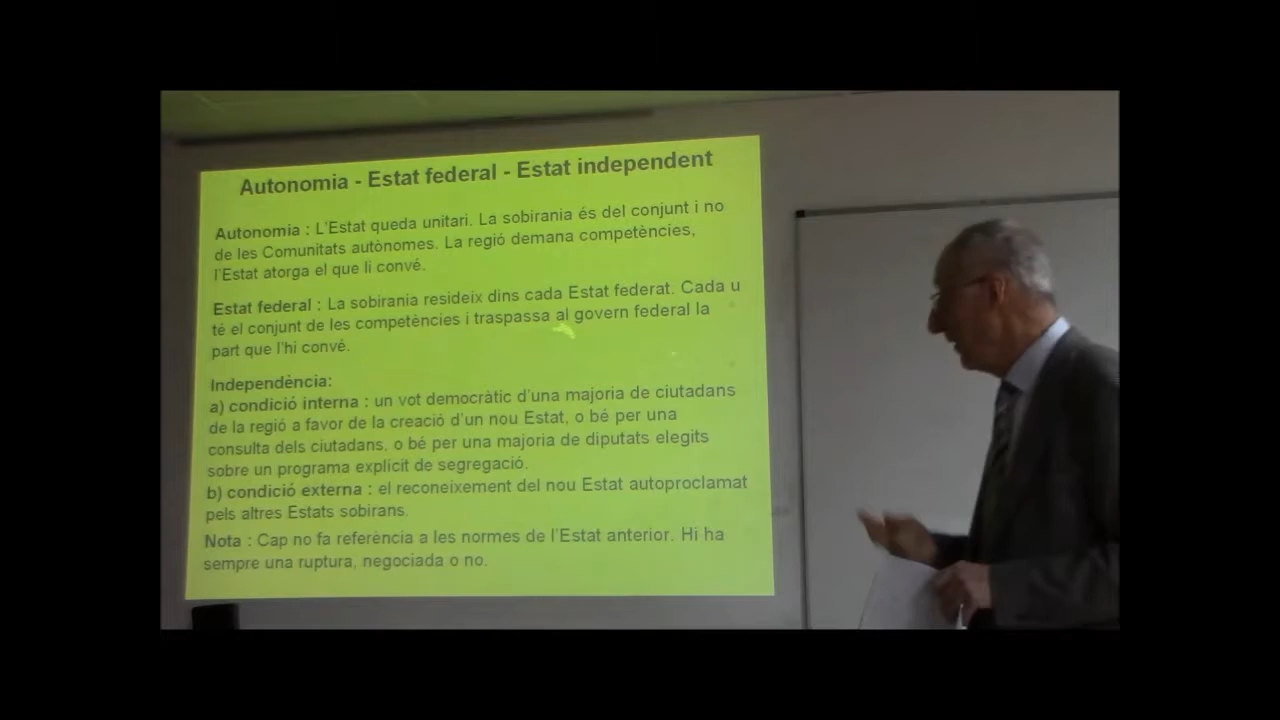 Autonomia - Estat federal - Estat independent
Autonomia : L'Estat queda unitari. La sobirania és del conjunt i no
de les Comunitats autònomes. La regió demana competències,
l'Estat atorga el que li convé.
Estat federal : La sobirania resideix dins cada Estat federat. Cada u
té el conjunt de les competències i traspassa al govern federal la
part que l'hi convé.
Independència:
a) condició interna : un vot democràtic d'una majoria de ciutadans
de la regió a favor de la creació d'un nou Estat, o bé per una
consulta dels ciutadans, o bé per una majoria de diputats elegits
sobre un programa explicit de segregació.
b) condició externa : el reconeixement del nou Estat autoproclamat
pels altres Estats sobirans.
Nota : Cap no fa referència a les normes de l'Estat anterior. Hi ha
sempre una ruptura, negociada o no.